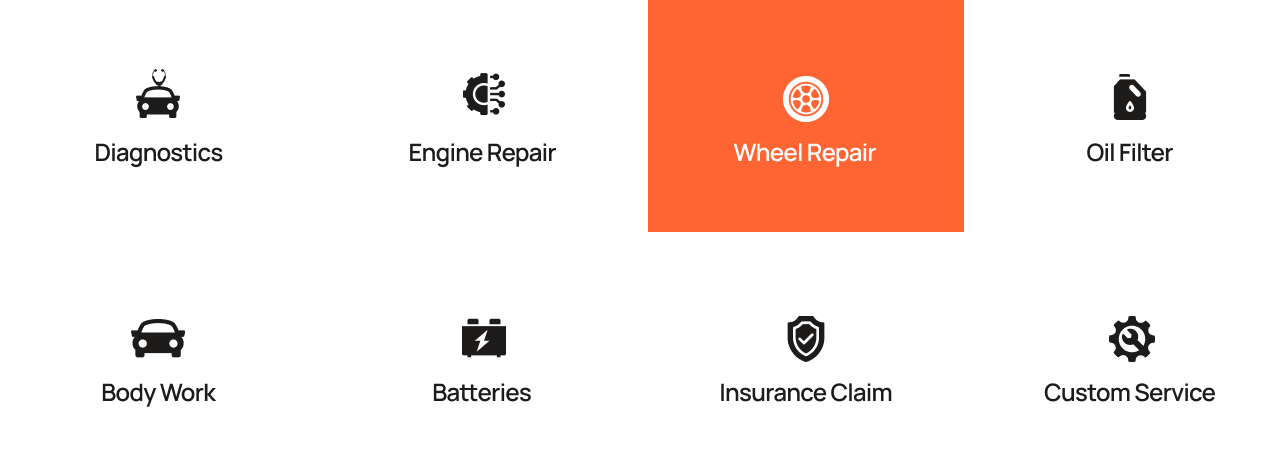 Diagnostics
Engine Repair
Wheel Repair
Oil Filter
Body Work
Batteries
Insurance Claim
Custom Service